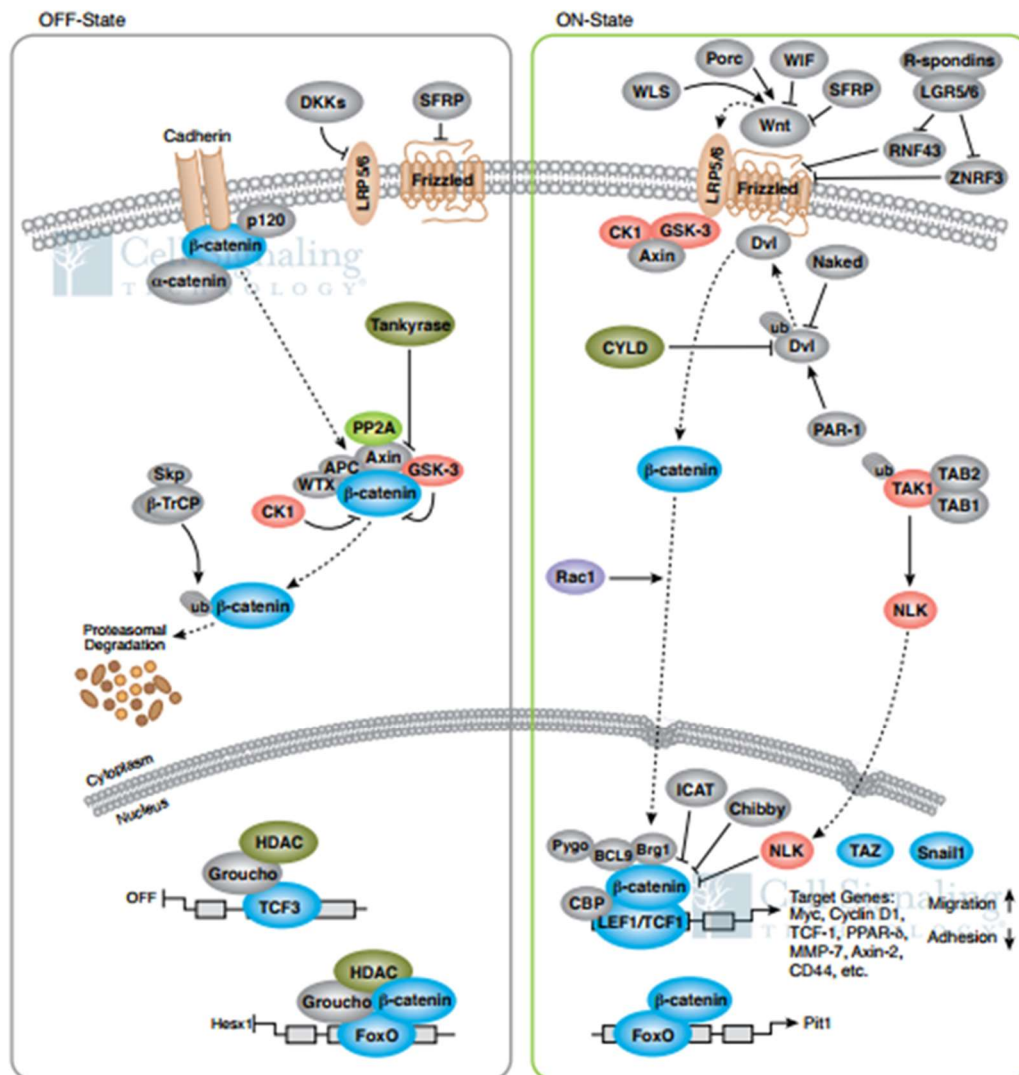 OFF-State
DKKs
SFRP
Cadherin
LRP5/6
Frizzled
p120
β-catenin
α-catenin
Cell Signaling
TECHNOLOGY®
Tankyrase
PP2A
Axin
APC
GSK-3
WTX
β-catenin
CK1
Skp
β-TrCP
ub
β-catenin
Proteasomal
Degradation
Cytoplasm
Nucleus
HDAC
Groucho
OFF
TCF3
HDAC
Groucho
β-catenin
Hesx1
FoxO
ON-State
Porc
WIF
R-spondins
WLS
SFRP
LGR5/6
Wnt
RNF43
LRP5/6
Frizzled
ZNRF3
CK1
GSK-3
Axin
Dvl
Naked
ub
Dvl
CYLD
PAR-1
β-catenin
ub
TAK1
TAB2
TAB1
Rac1
NLK
ICAT
Chibby
Pygo
BCL9
Brg1
NLK
TAZ
Snail1
β-catenin
CBP
LEF1/TCF1
Cell Signaling
TECHNOLOGY®
Target Genes:
Myc, Cyclin D1,
TCF-1, PPAR-δ,
MMP-7, Axin-2,
CD44, etc.
Migration
Adhesion
β-catenin
FoxO
Pit1